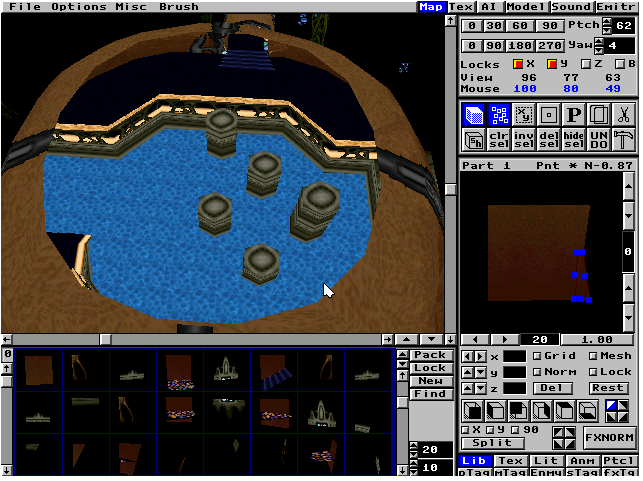 File Options Misc Brush Map Tex AI Model Sound Emitr
0 30 60 90 Ptch 62
0 90 180 270 Yaw 4
Locks X Y Z B
View 96 77 63
Mouse 100 80 49
P
clr sel inv sel del sel hide sel UN DO
Part 1 Pnt * N-0.87
0
20 1.00
0 Pack
Lock
New
Find
x Grid Mesh
y Norm Lock
z Del Rest
X Y 90
Split FXNORM
20
10
Lib Tex Lit Anm Ptcl
pTag mTag Enmy sTag fxTg